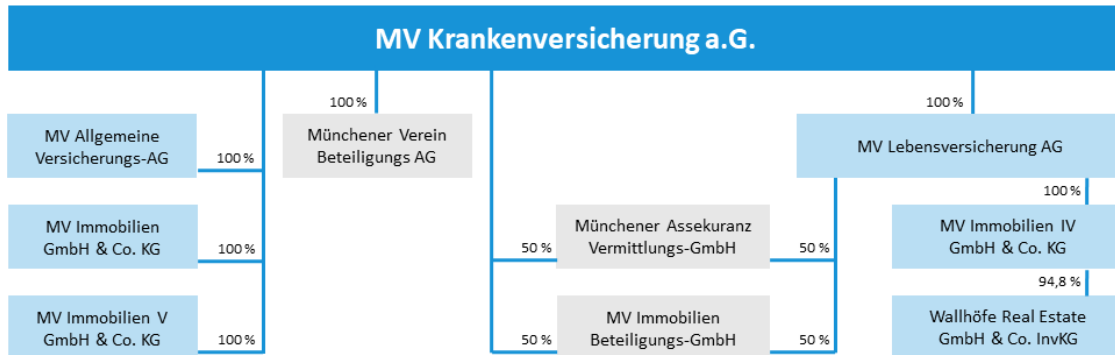 MV Krankenversicherung a.G.
100 %
100 %
MV Allgemeine
Versicherungs-AG
100 %
Münchener Verein
Beteiligungs AG
MV Lebensversicherung AG
100 %
MV Immobilien
GmbH & Co. KG
100 %
50 %
Münchener Assekuranz
Vermittlungs-GmbH
50 %
MV Immobilien IV
GmbH & Co. KG
94,8 %
MV Immobilien V
GmbH & Co. KG
100 %
50 %
MV Immobilien
Beteiligungs-GmbH
50 %
Wallhöfe Real Estate
GmbH & Co. InvKG